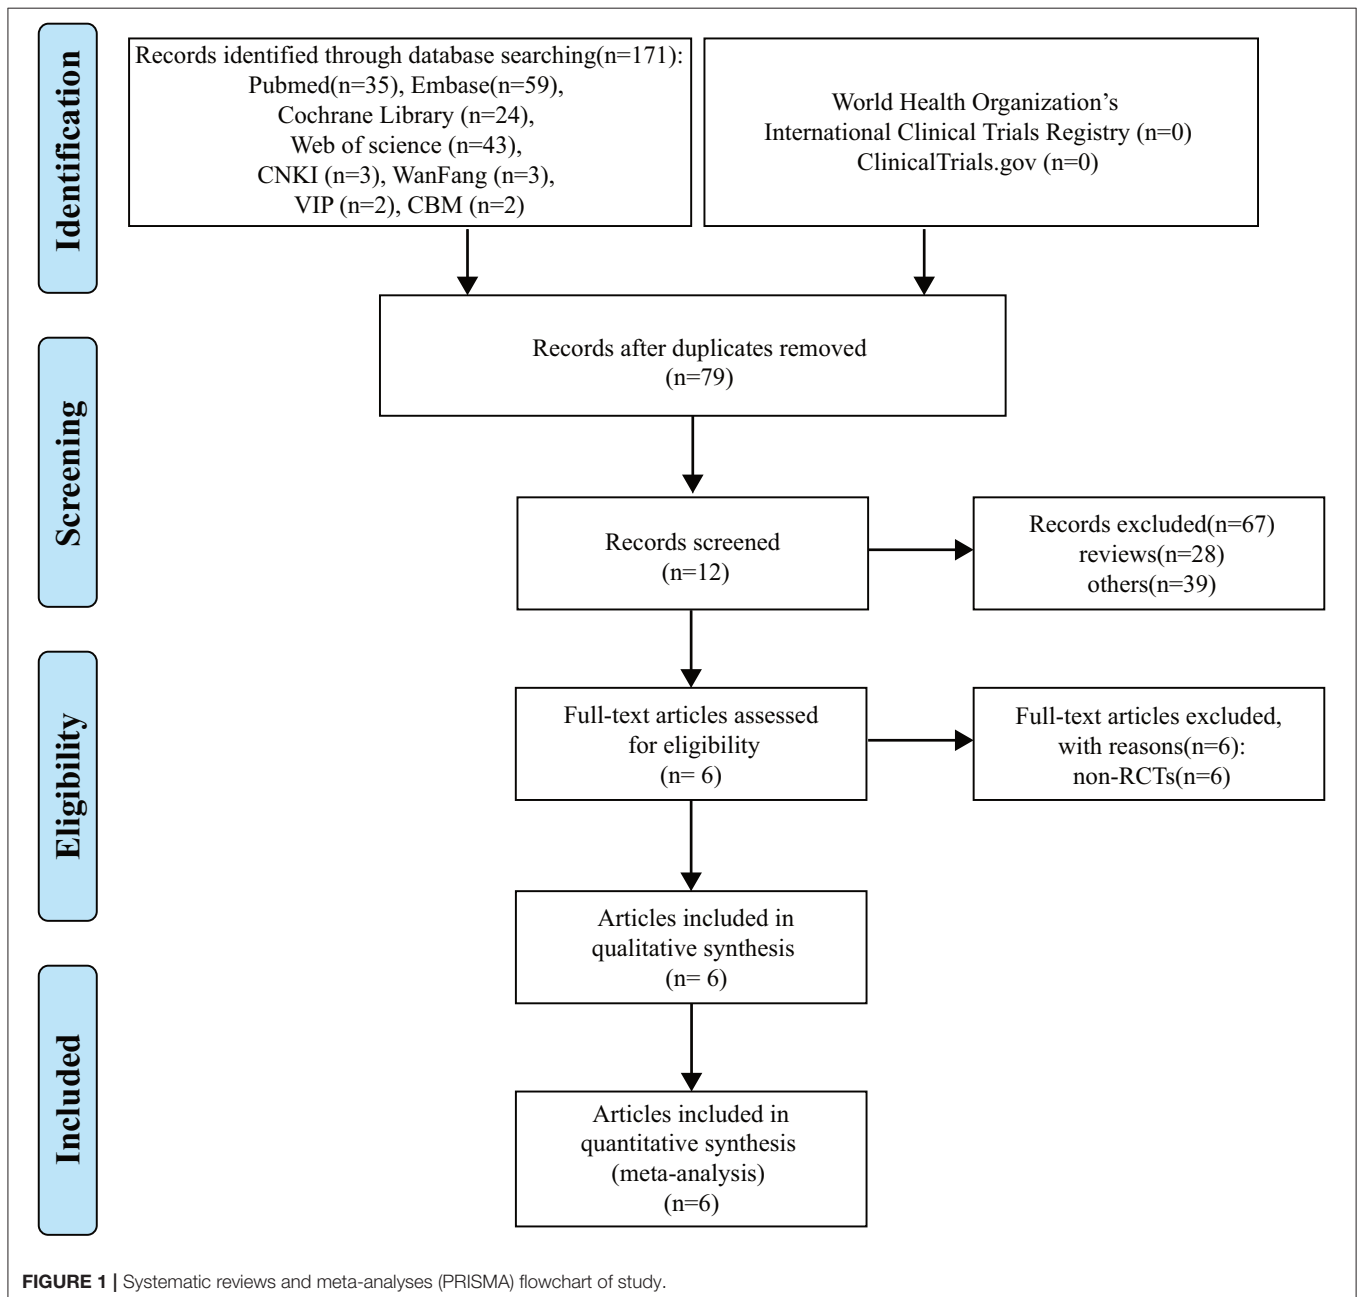 Identification
Records identified through database searching(n=171):
Pubmed(n=35), Embase(n=59),
Cochrane Library (n=24),
Web of science (n=43),
CNKI (n=3), WanFang (n=3),
VIP (n=2), CBM (n=2)
World Health Organization's
International Clinical Trials Registry (n=0)
ClinicalTrials.gov (n=0)
Screening
Records after duplicates removed
(n=79)
Records screened
(n=12)
Records excluded(n=67)
reviews(n=28)
others(n=39)
Eligibility
Full-text articles assessed
for eligibility
(n= 6)
Full-text articles excluded,
with reasons(n=6):
non-RCTs(n=6)
Articles included in
qualitative synthesis
(n= 6)
Included
Articles included in
quantitative synthesis
(meta-analysis)
(n=6)
FIGURE 1 | Systematic reviews and meta-analyses (PRISMA) flowchart of study.